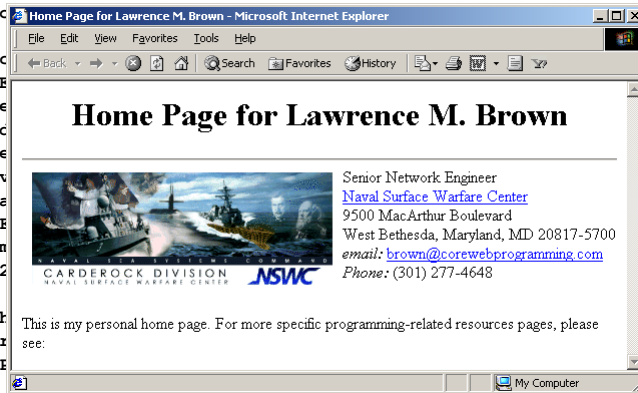 Home Page for Lawrence M. Brown - Microsoft Internet Explorer
File Edit View Favorites Tools Help
Back Search Favorites History
Home Page for Lawrence M. Brown
Senior Network Engineer
Naval Surface Warfare Center
9500 MacArthur Boulevard
West Bethesda, Maryland, MD 20817-5700
email: brown@corewebprogramming.com
Phone: (301) 277-4648
NAVAL SEA SYSTEMS COMMAND
CARDEROCK DIVISION NSWC
NAVAL SURFACE WARFARE CENTER
This is my personal home page. For more specific programming-related resources pages, please
see:
My Computer